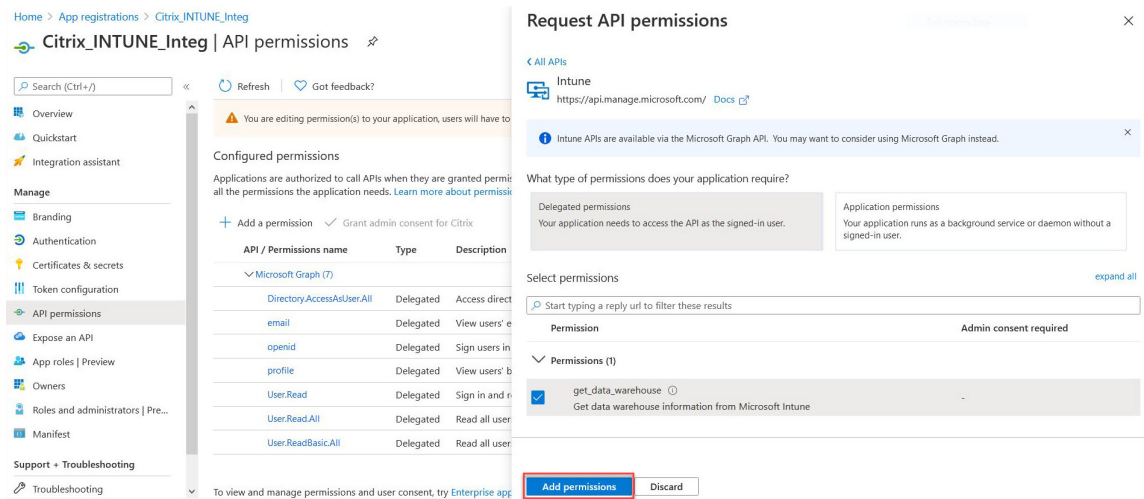 Home > App registrations > Citrix_INTUNE_Integ
Citrix_INTUNE_Integ | API permissions
Search (Ctrl+/)
Overview
Quickstart
Integration assistant
Manage
Branding
Authentication
Certificates & secrets
Token configuration
API permissions
Expose an API
App roles | Preview
Owners
Roles and administrators | Pre...
Manifest
Support + Troubleshooting
Troubleshooting
Refresh
Got feedback?
You are editing permission(s) to your application, users will have to
Configured permissions
Applications are authorized to call APIs when they are granted permis
all the permissions the application needs. Learn more about permissio
Add a permission
Grant admin consent for Citrix
API / Permissions name Type Description
Microsoft Graph (7)
Directory.AccessAsUser.All Delegated Access direct
email Delegated View users' e
openid Delegated Sign users in
profile Delegated View users' b
User.Read Delegated Sign in and r
User.Read.All Delegated Read all user
User.ReadBasic.All Delegated Read all user
To view and manage permissions and user consent, try Enterprise app
Request API permissions
< All APIs
Intune
https://api.manage.microsoft.com/ Docs
Intune APIs are available via the Microsoft Graph API. You may want to consider using Microsoft Graph instead.
What type of permissions does your application require?
Delegated permissions
Your application needs to access the API as the signed-in user.
Application permissions
Your application runs as a background service or daemon without a
signed-in user.
Select permissions
expand all
Start typing a reply url to filter these results
Permission Admin consent required
Permissions (1)
get_data_warehouse
Get data warehouse information from Microsoft Intune
-
Add permissions
Discard